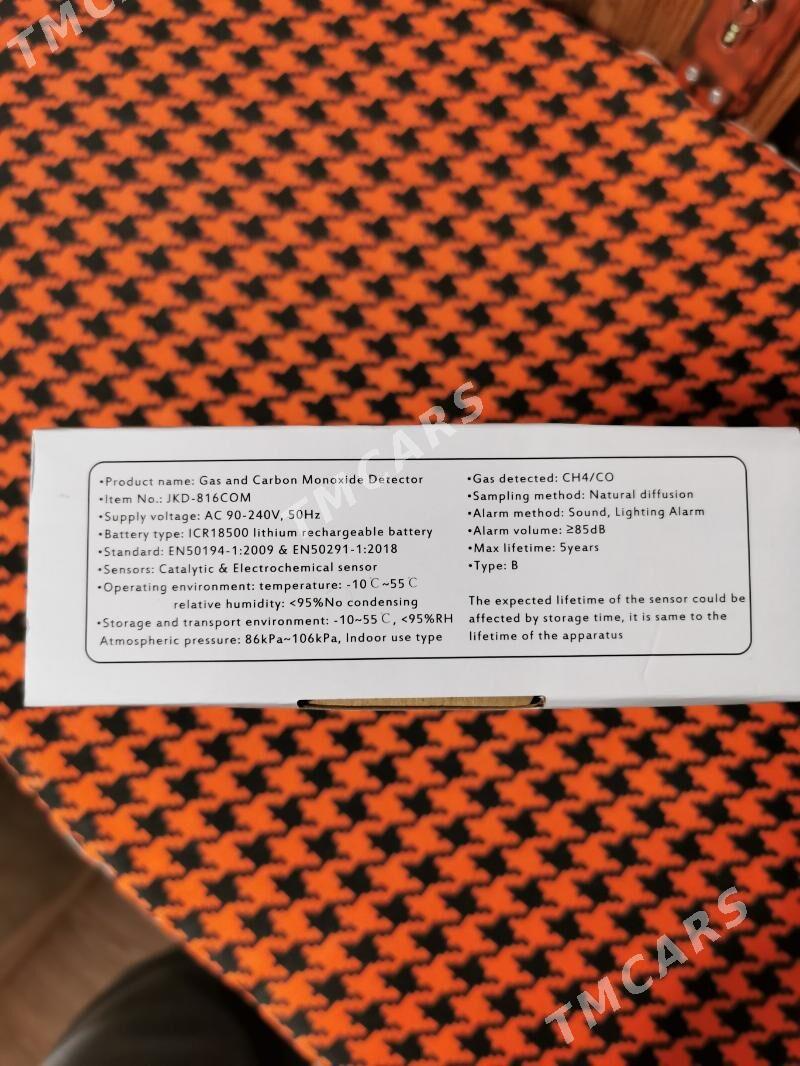 TMCARS
•Product name: Gas and Carbon Monoxide Detector
•Item No.: JKD-816COM
•Supply voltage: AC 90-240V, 50Hz
•Battery type: ICR18500 lithium rechargeable battery
•Standard: EN50194-1:2009 & EN50291-1:2018
•Sensors: Catalytic & Electrochemical sensor
•Operating environment: temperature: -10℃~55℃
relative humidity: <95%No condensing
•Storage and transport environment: -10~55℃, <95%RH
Atmospheric pressure: 86kPa~106kPa, Indoor use type
•Gas detected: CH4/CO
•Sampling method: Natural diffusion
•Alarm method: Sound, Lighting Alarm
•Alarm volume: ≥85dB
•Max lifetime: 5years
•Type: B
The expected lifetime of the sensor could be
affected by storage time, it is same to the
lifetime of the apparatus
TMCARS